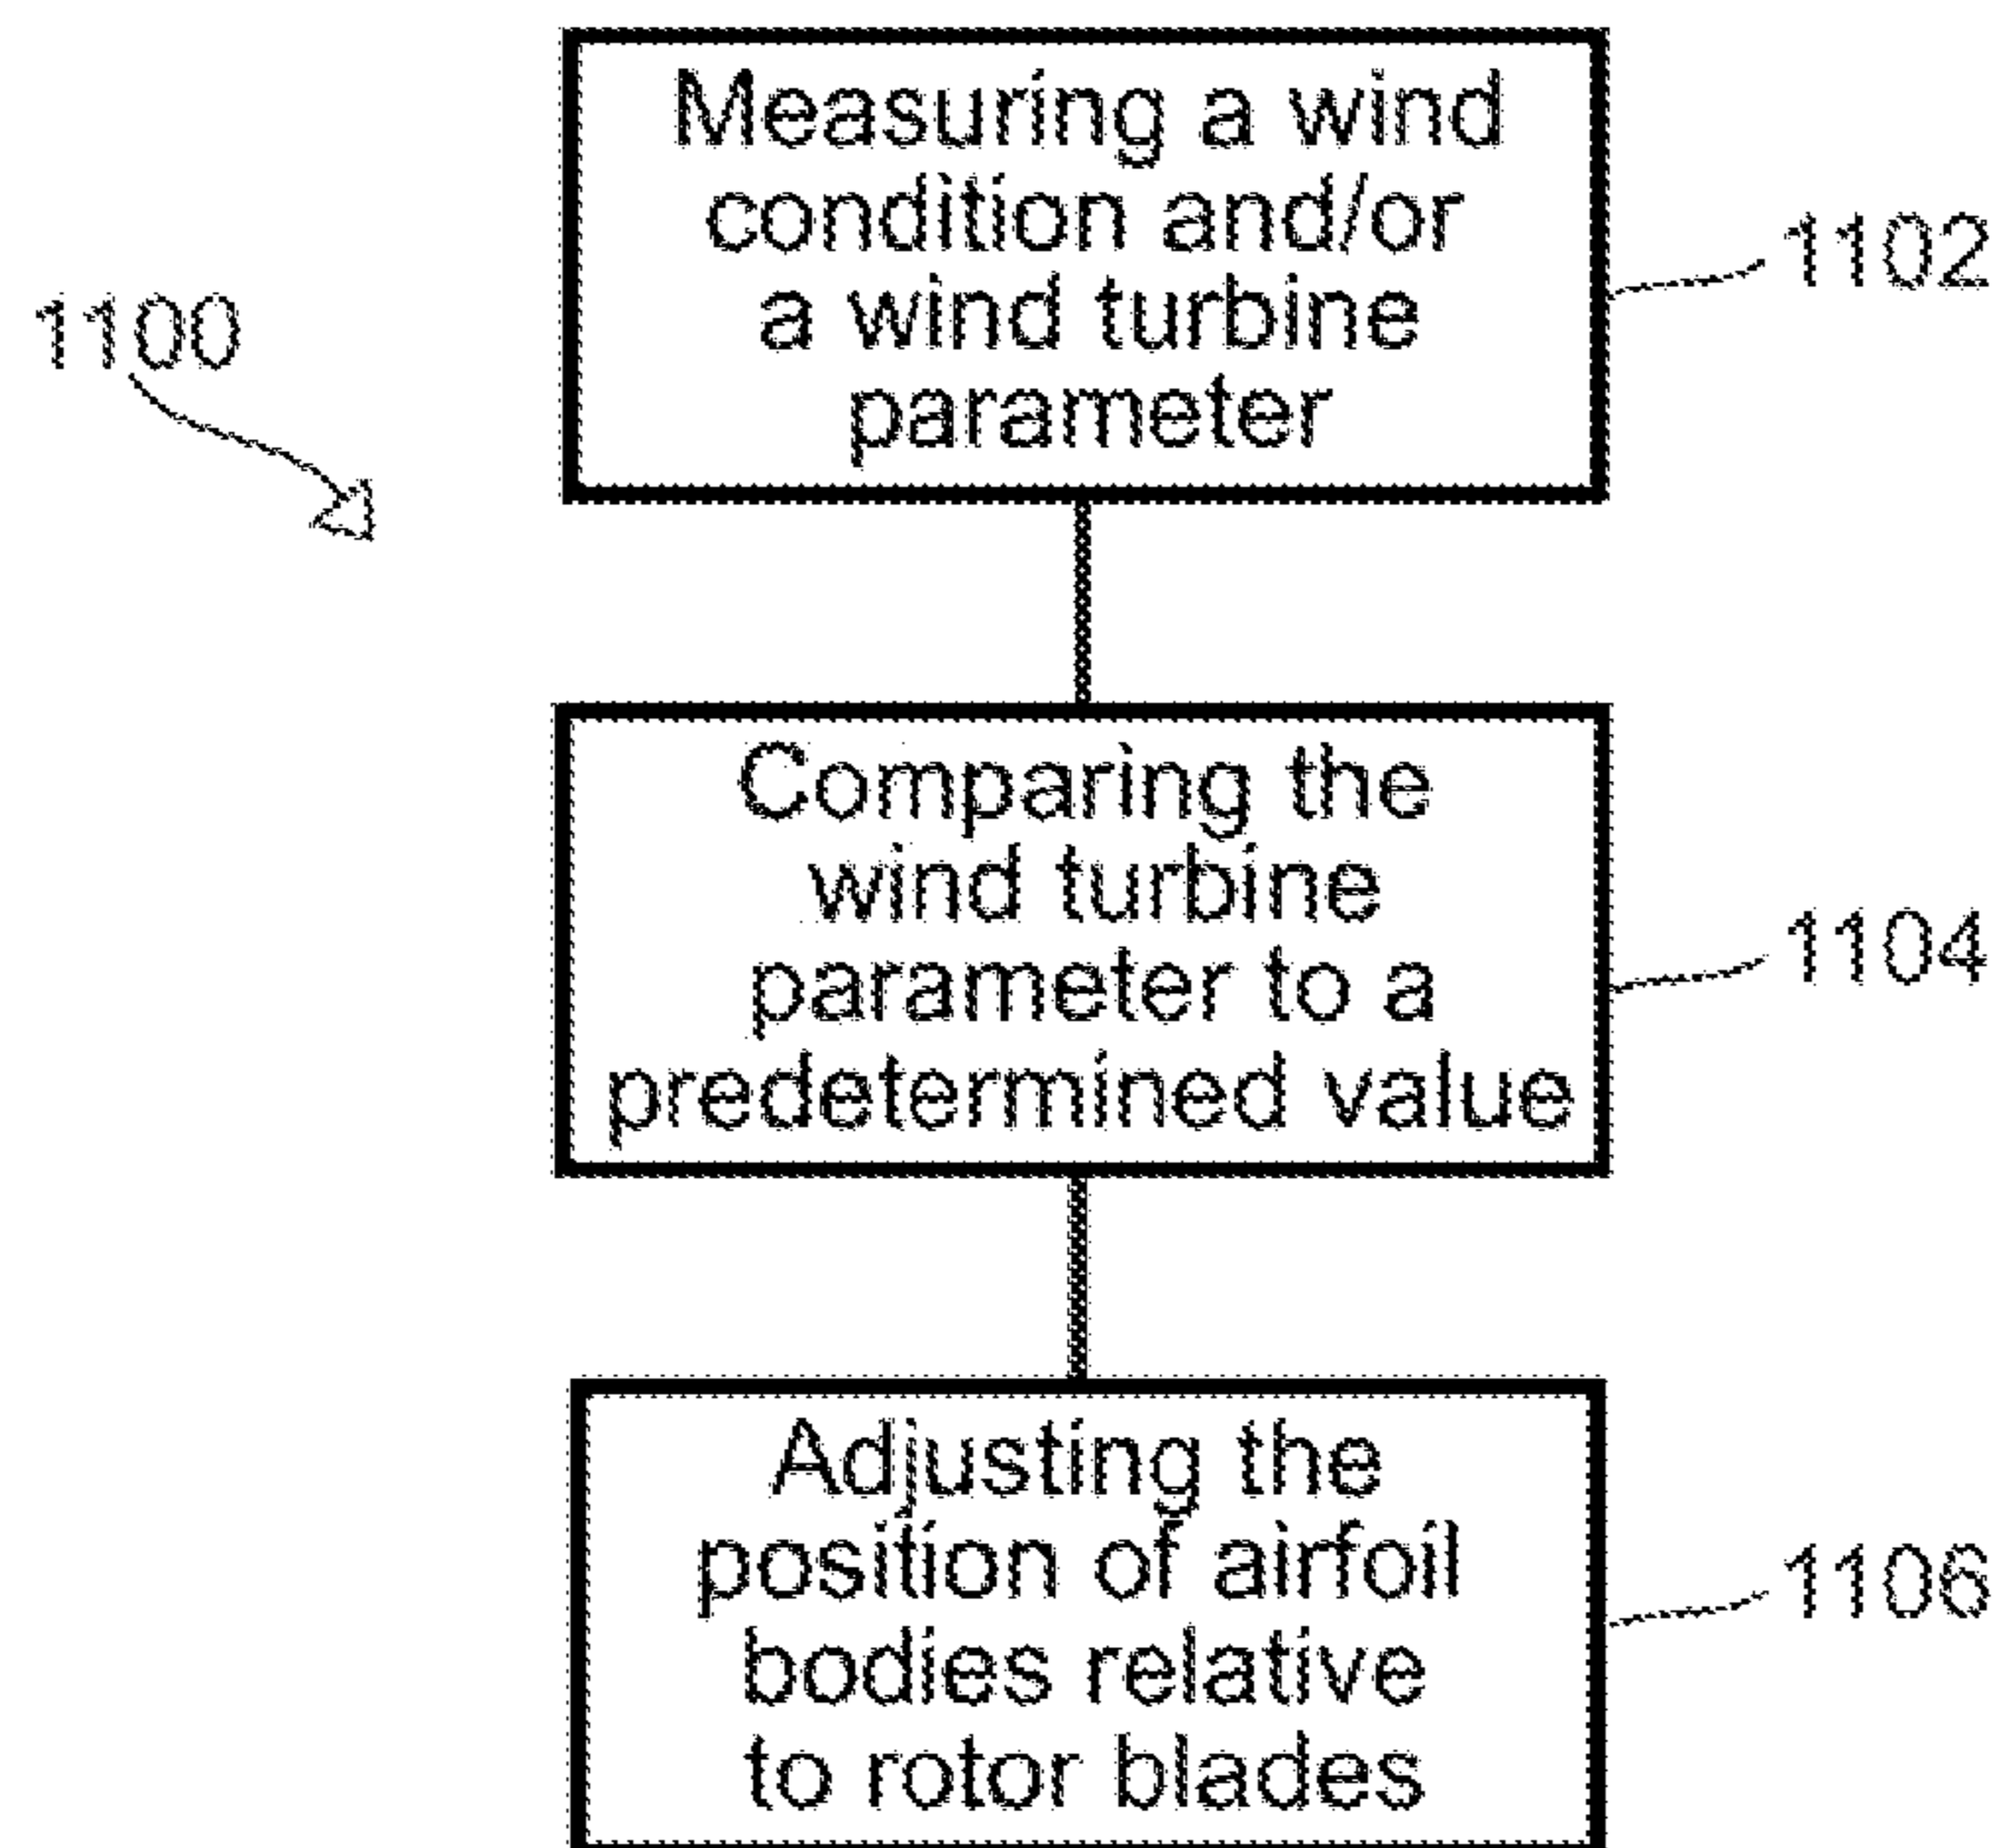 Measuring a wind
condition and/or
a wind turbine
parameter
1102
1100
Comparing the
wind turbine
parameter to a
predetermined value
1104
Adjusting the
position of airfoil
bodies relative
to rotor blades
1106